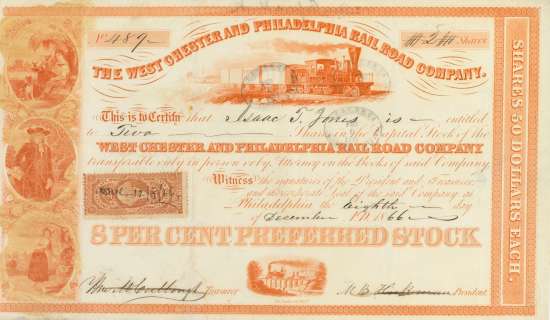 No. 489
#2# Shares
THE WEST CHESTER AND PHILADELPHIA RAIL ROAD COMPANY.
This is to Certify that Isaac T. Jones is entitled
to Two Shares in the Capital Stock of the
WEST CHESTER AND PHILADELPHIA RAIL ROAD COMPANY
transferable only in person or by Attorney on the Books of said Company.
Witness the signatures of the President and Treasurer,
and corporate seal of the said Company at
Philadelphia the Eighth day
of December A.D. 1866
8 PER CENT PREFERRED STOCK
Treasurer
President
SHARES 50 DOLLARS EACH.